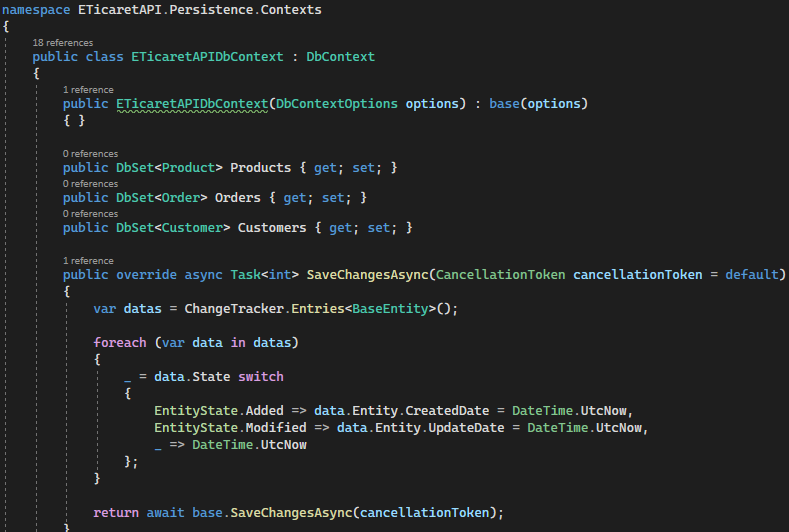 namespace ETicaretAPI.Persistence.Contexts
{
18 references
public class ETicaretAPIDbContext : DbContext
{
1 reference
public ETicaretAPIDbContext(DbContextOptions options) : base(options)
{ }
0 references
public DbSet<Product> Products { get; set; }
0 references
public DbSet<Order> Orders { get; set; }
0 references
public DbSet<Customer> Customers { get; set; }
1 reference
public override async Task<int> SaveChangesAsync(CancellationToken cancellationToken = default)
{
var datas = ChangeTracker.Entries<BaseEntity>();
foreach (var data in datas)
{
_ = data.State switch
{
EntityState.Added => data.Entity.CreatedDate = DateTime.UtcNow,
EntityState.Modified => data.Entity.UpdateDate = DateTime.UtcNow,
_ => DateTime.UtcNow
};
}
return await base.SaveChangesAsync(cancellationToken);
}